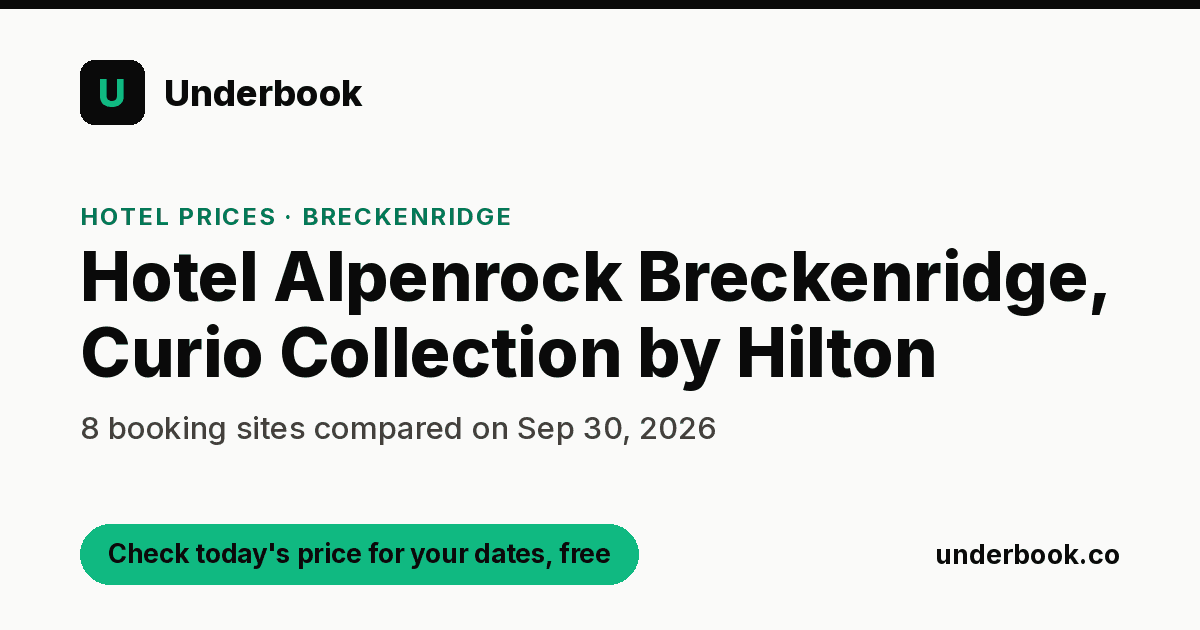 U Underbook
HOTEL PRICES · BRECKENRIDGE
Hotel Alpenrock Breckenridge,
Curio Collection by Hilton
8 booking sites compared on Sep 30, 2026
Check today's price for your dates, free
underbook.co